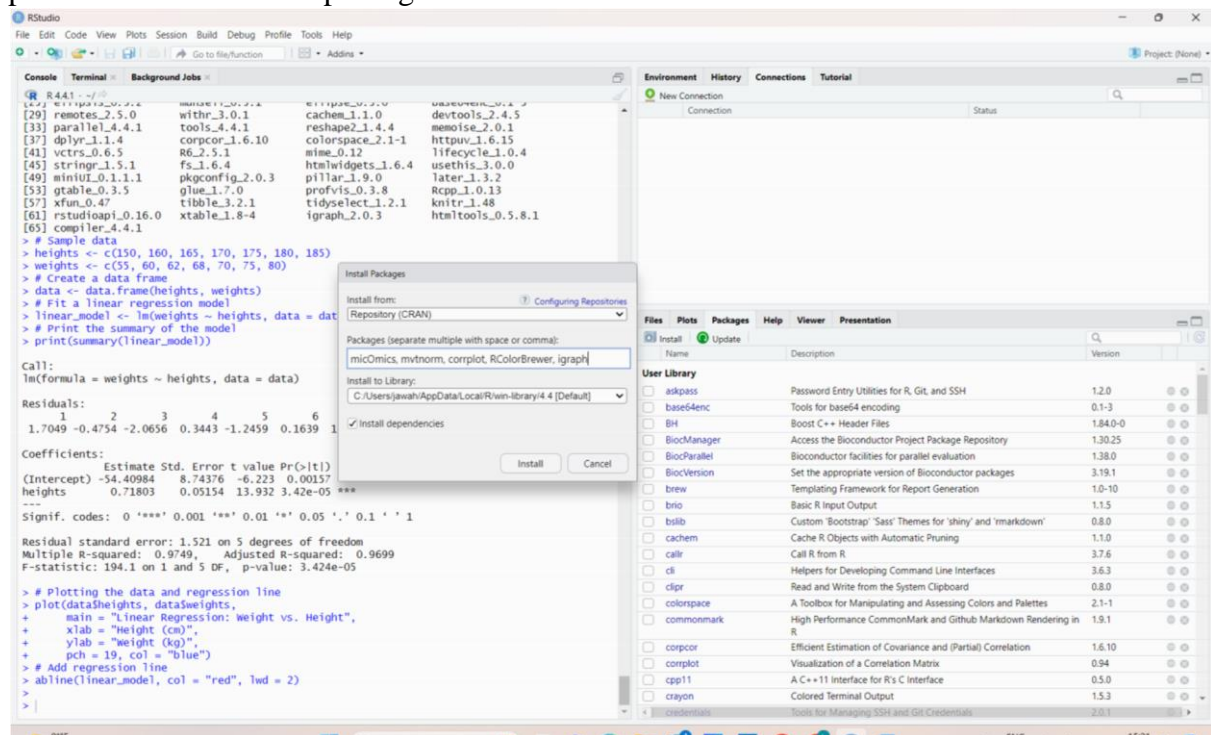 RStudio
File Edit Code View Plots Session Build Debug Profile Tools Help
Go to file/function Addins
Project: (None)
Console Terminal Background Jobs
R 4.4.1 · ~/
[29] remotes_2.5.0 withr_3.0.1 cachem_1.1.0 devtools_2.4.5
[33] parallel_4.4.1 tools_4.4.1 reshape2_1.4.4 memoise_2.0.1
[37] dplyr_1.1.4 corpcor_1.6.10 colorspace_2.1-1 httpuv_1.6.15
[41] vctrs_0.6.5 R6_2.5.1 mime_0.12 lifecycle_1.0.4
[45] stringr_1.5.1 fs_1.6.4 htmlwidgets_1.6.4 usethis_3.0.0
[49] miniUI_0.1.1.1 pkgconfig_2.0.3 pillar_1.9.0 later_1.3.2
[53] gtable_0.3.5 glue_1.7.0 profvis_0.3.8 Rcpp_1.0.13
[57] xfun_0.47 tibble_3.2.1 tidyselect_1.2.1 knitr_1.48
[61] rstudioapi_0.16.0 xtable_1.8-4 igraph_2.0.3 htmltools_0.5.8.1
[65] compiler_4.4.1
> # Sample data
> heights <- c(150, 160, 165, 170, 175, 180, 185)
> weights <- c(55, 60, 62, 68, 70, 75, 80)
> # Create a data frame
> data <- data.frame(heights, weights)
> # Fit a linear regression model
> linear_model <- lm(weights ~ heights, data = dat
> # Print the summary of the model
> print(summary(linear_model))
Call:
lm(formula = weights ~ heights, data = data)
Residuals:
1 2 3 4 5 6
1.7049 -0.4754 -2.0656 0.3443 -1.2459 0.1639 1
Coefficients:
Estimate Std. Error t value Pr(>|t|)
(Intercept) -54.40984 8.74376 -6.223 0.00157
heights 0.71803 0.05154 13.932 3.42e-05 ***
---
Signif. codes: 0 '***' 0.001 '**' 0.01 '*' 0.05 '.' 0.1 ' ' 1
Residual standard error: 1.521 on 5 degrees of freedom
Multiple R-squared: 0.9749, Adjusted R-squared: 0.9699
F-statistic: 194.1 on 1 and 5 DF, p-value: 3.424e-05
> # Plotting the data and regression line
> plot(data$heights, data$weights,
+ main = "Linear Regression: Weight vs. Height",
+ xlab = "Height (cm)",
+ ylab = "Weight (kg)",
+ pch = 19, col = "blue")
> # Add regression line
> abline(linear_model, col = "red", lwd = 2)
>
>
Install Packages
Install from: Configuring Repositories
Repository (CRAN)
Packages (separate multiple with space or comma):
micOmics, mvtnorm, corrplot, RColorBrewer, igraph
Install to Library:
C:/Users/jawah/AppData/Local/R/win-library/4.4 [Default]
Install dependencies
Install Cancel
Environment History Connections Tutorial
New Connection
Connection Status
Files Plots Packages Help Viewer Presentation
Install Update
Name Description Version
User Library
askpass Password Entry Utilities for R, Git, and SSH 1.2.0
base64enc Tools for base64 encoding 0.1-3
BH Boost C++ Header Files 1.84.0-0
BiocManager Access the Bioconductor Project Package Repository 1.30.25
BiocParallel Bioconductor facilities for parallel evaluation 1.38.0
BiocVersion Set the appropriate version of Bioconductor packages 3.19.1
brew Templating Framework for Report Generation 1.0-10
brio Basic R Input Output 1.1.5
bslib Custom 'Bootstrap' 'Sass' Themes for 'shiny' and 'rmarkdown' 0.8.0
cachem Cache R Objects with Automatic Pruning 1.1.0
callr Call R from R 3.7.6
cli Helpers for Developing Command Line Interfaces 3.6.3
clipr Read and Write from the System Clipboard 0.8.0
colorspace A Toolbox for Manipulating and Assessing Colors and Palettes 2.1-1
commonmark High Performance CommonMark and Github Markdown Rendering in 1.9.1
R
corpcor Efficient Estimation of Covariance and (Partial) Correlation 1.6.10
corrplot Visualization of a Correlation Matrix 0.94
cpp11 A C++11 Interface for R's C Interface 0.5.0
crayon Colored Terminal Output 1.5.3
credentials Tools for Managing SSH and Git Credentials 2.0.1